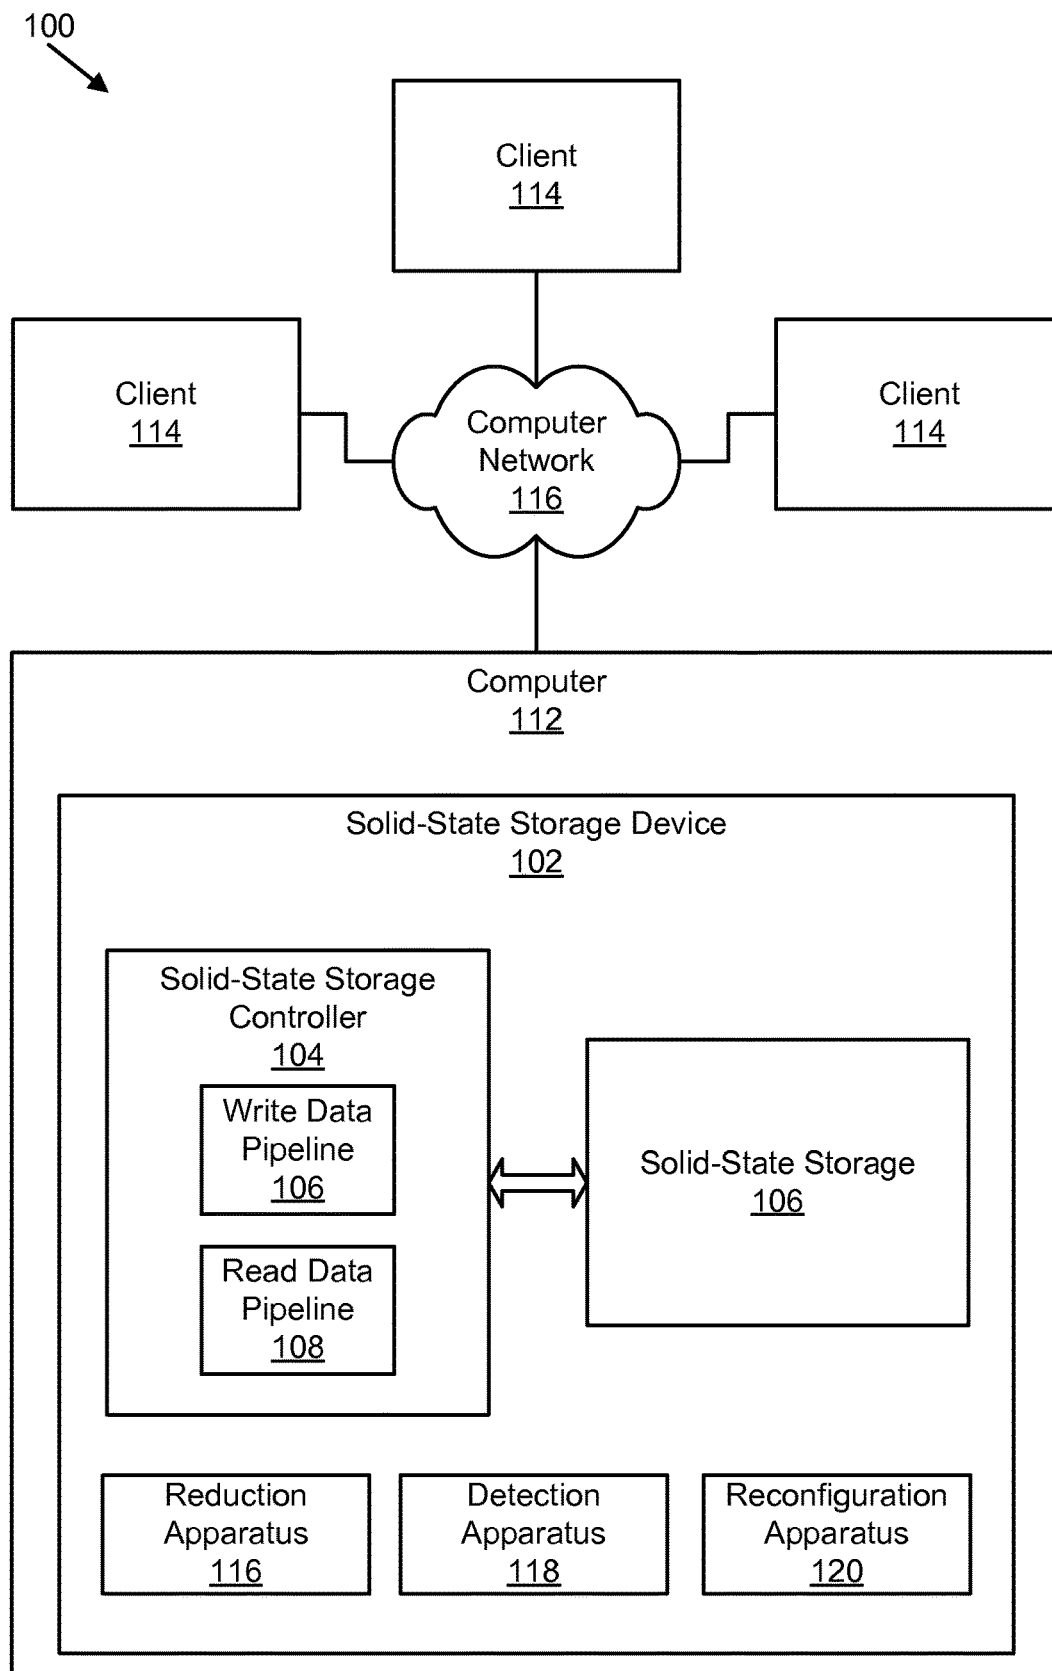 100
Client
114
Client
114
Computer
Network
116
Client
114
Computer
112
Solid-State Storage Device
102
Solid-State Storage
Controller
104
Write Data
Pipeline
106
Read Data
Pipeline
108
Solid-State Storage
106
Reduction
Apparatus
116
Detection
Apparatus
118
Reconfiguration
Apparatus
120